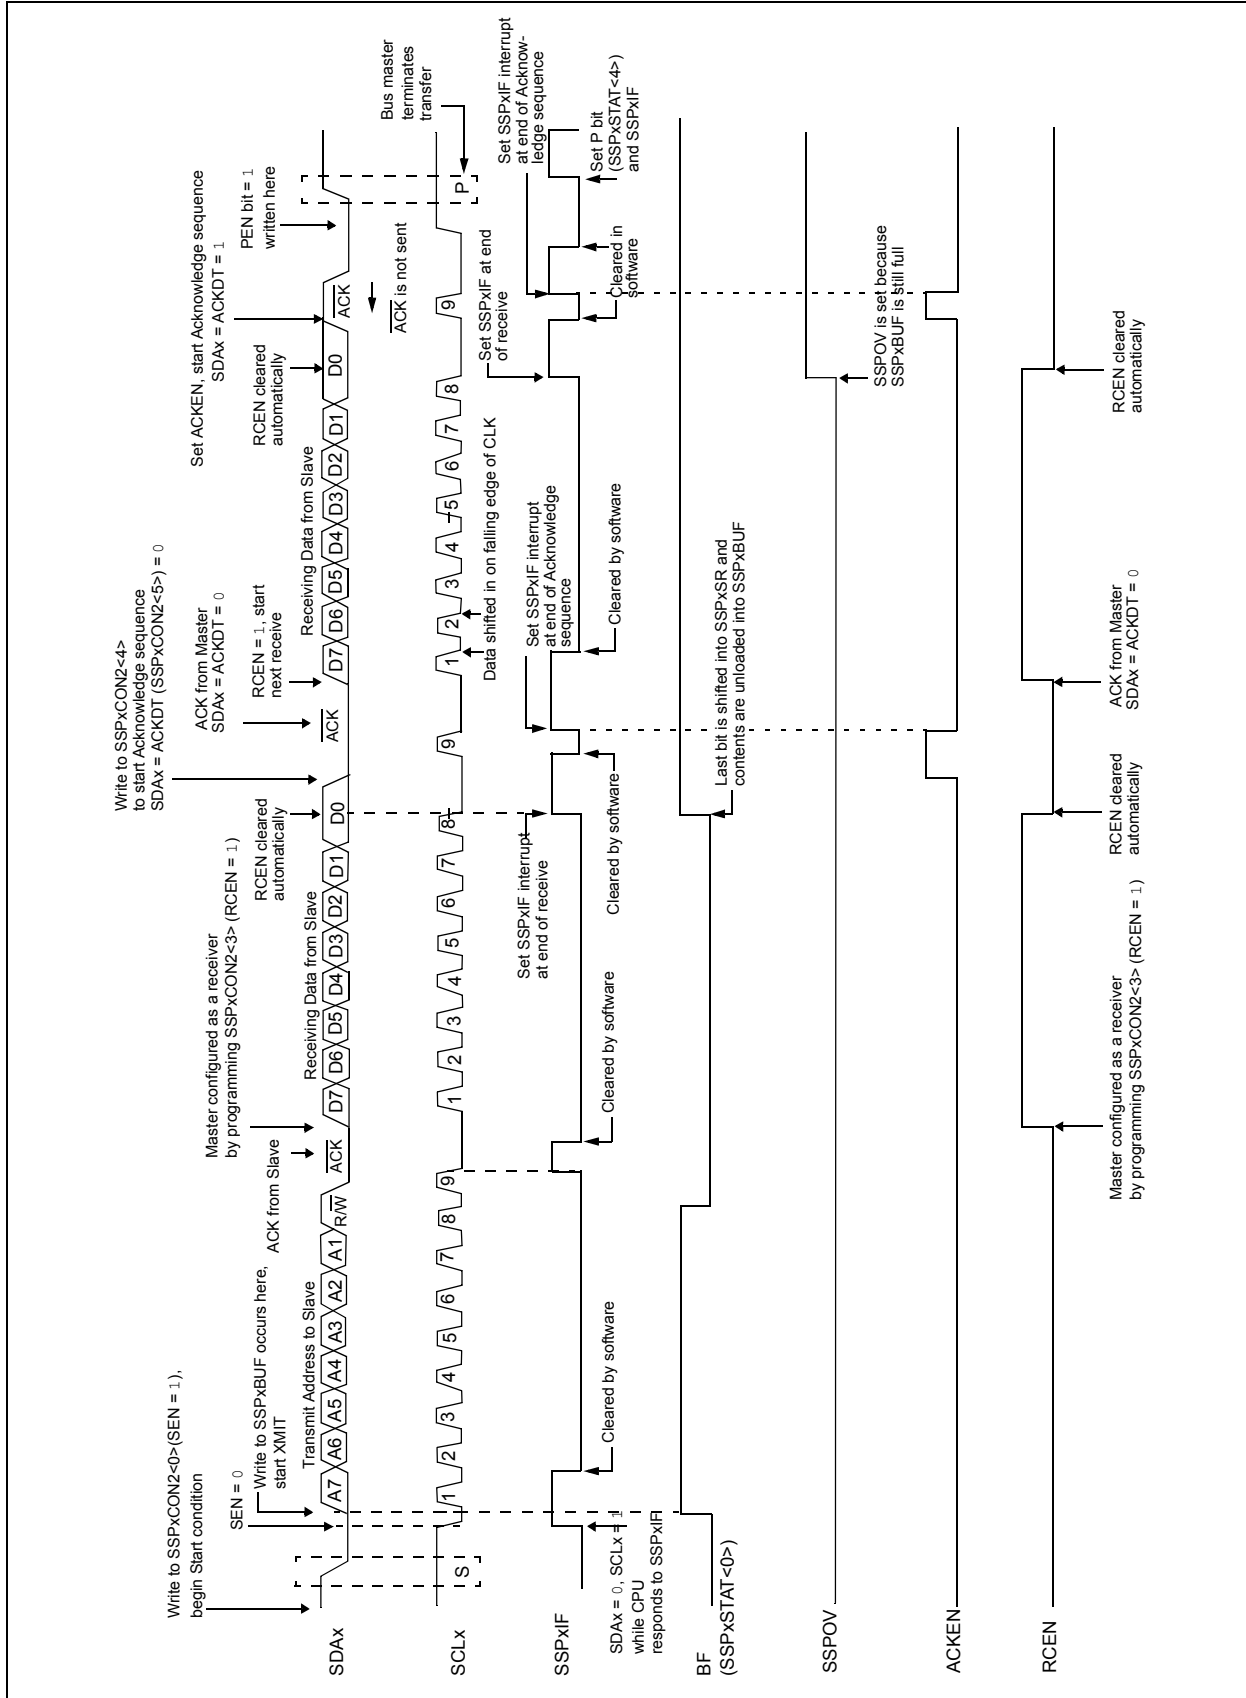 Write to SSPxCON2<0>(SEN = 1),
begin Start condition
SEN = 0
Write to SSPxBUF occurs here,
start XMIT
ACK from Slave
Master configured as a receiver
by programming SSPxCON2<3> (RCEN = 1)
RCEN cleared
automatically
Write to SSPxCON2<4>
to start Acknowledge sequence
SDAx = ACKDT (SSPxCON2<5>) = 0
ACK from Master
SDAx = ACKDT = 0
RCEN = 1, start
next receive
RCEN cleared
automatically
Set ACKEN, start Acknowledge sequence
SDAx = ACKDT = 1
PEN bit = 1
written here
Transmit Address to Slave
Receiving Data from Slave
Receiving Data from Slave
SDAx
A7 A6 A5 A4 A3 A2 A1 R/W ACK
D7 D6 D5 D4 D3 D2 D1 D0 ACK
D7 D6 D5 D4 D3 D2 D1 D0 ACK
ACK is not sent
Bus master
terminates
transfer
SCLx
S
1 2 3 4 5 6 7 8 9
1 2 3 4 5 6 7 8 9
1 2 3 4 5 6 7 8 9
P
Data shifted in on falling edge of CLK
Set SSPxIF interrupt
at end of receive
Set SSPxIF interrupt
at end of Acknowledge
sequence
Set SSPxIF at end
of receive
Set SSPxIF interrupt
at end of Acknow-
ledge sequence
SSPxIF
SDAx = 0, SCLx = 1
while CPU
responds to SSPxIF
Cleared by software
Cleared by software
Cleared by software
Cleared by software
Cleared in
software
Set P bit
(SSPxSTAT<4>)
and SSPxIF
BF
(SSPxSTAT<0>)
Last bit is shifted into SSPxSR and
contents are unloaded into SSPxBUF
SSPOV
SSPOV is set because
SSPxBUF is still full
ACKEN
RCEN
Master configured as a receiver
by programming SSPxCON2<3> (RCEN = 1)
RCEN cleared
automatically
ACK from Master
SDAx = ACKDT = 0
RCEN cleared
automatically